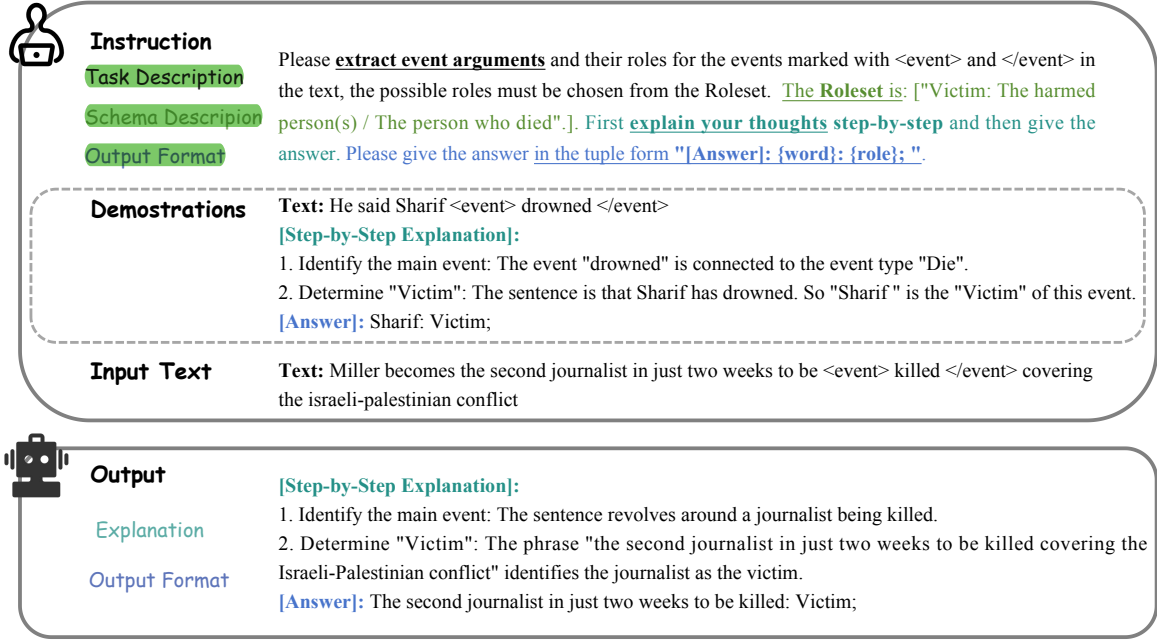 Instruction
Task Description
Schema Descripion
Output Format
Please extract event arguments and their roles for the events marked with <event> and </event> in
the text, the possible roles must be chosen from the Roleset. The Roleset is: ["Victim: The harmed
person(s) / The person who died".]. First explain your thoughts step-by-step and then give the
answer. Please give the answer in the tuple form "[Answer]: {word}: {role}; ".
Demostrations
Text: He said Sharif <event> drowned </event>
[Step-by-Step Explanation]:
1. Identify the main event: The event "drowned" is connected to the event type "Die".
2. Determine "Victim": The sentence is that Sharif has drowned. So "Sharif " is the "Victim" of this event.
[Answer]: Sharif: Victim;
Input Text
Text: Miller becomes the second journalist in just two weeks to be <event> killed </event> covering
the israeli-palestinian conflict
Output
Explanation
Output Format
[Step-by-Step Explanation]:
1. Identify the main event: The sentence revolves around a journalist being killed.
2. Determine "Victim": The phrase "the second journalist in just two weeks to be killed covering the
Israeli-Palestinian conflict" identifies the journalist as the victim.
[Answer]: The second journalist in just two weeks to be killed: Victim;